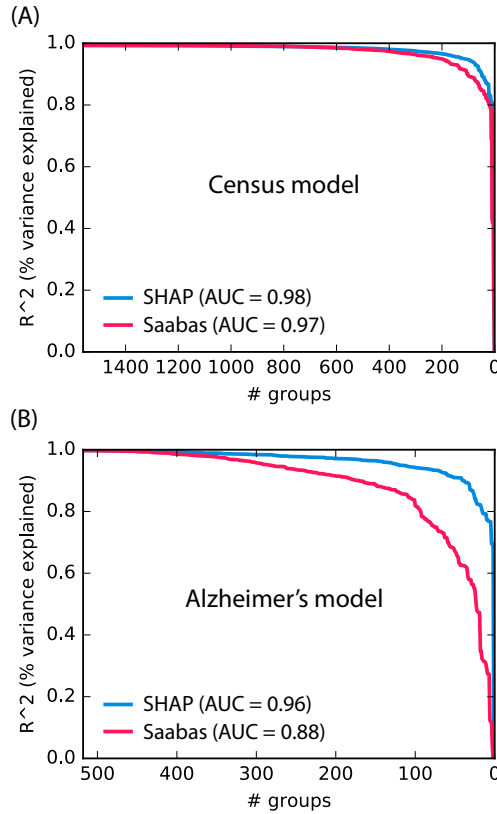 (A)
1.0
0.8
0.6
0.4
0.2
0.0
R^2 (% variance explained)
Census model
SHAP (AUC = 0.98)
Saabas (AUC = 0.97)
1400 1200 1000 800 600 400 200 0
# groups
(B)
1.0
0.8
0.6
0.4
0.2
0.0
R^2 (% variance explained)
Alzheimer's model
SHAP (AUC = 0.96)
Saabas (AUC = 0.88)
500 400 300 200 100 0
# groups